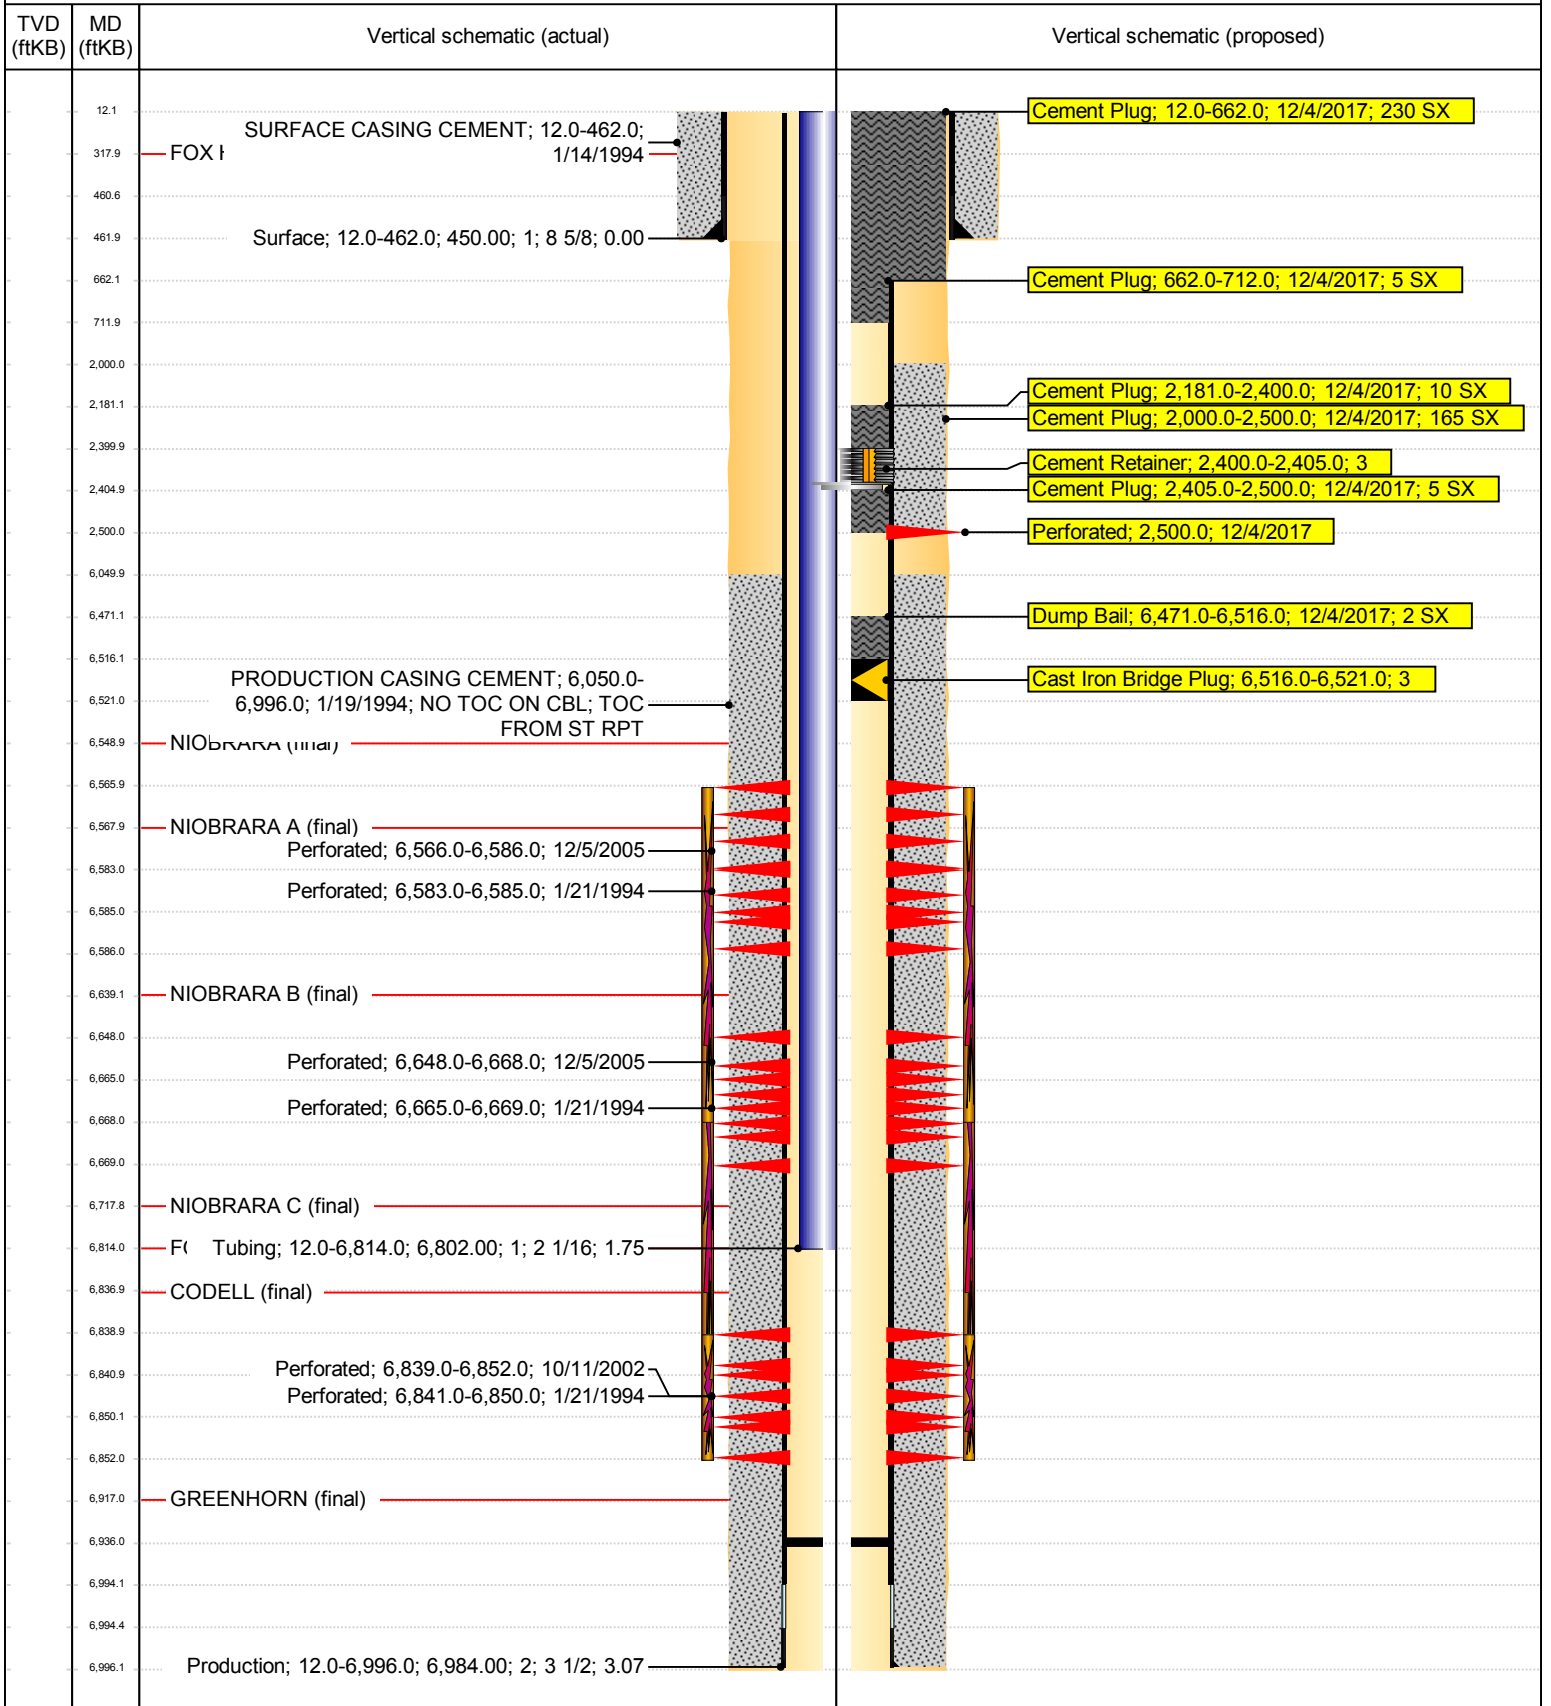 TVD (ftKB)
MD (ftKB)
Vertical schematic (actual)
Vertical schematic (proposed)
12.1
317.9
460.6
461.9
662.1
711.9
2,000.0
2,181.1
2,399.9
2,404.9
2,500.0
6,049.9
6,471.1
6,516.1
6,521.0
6,548.9
6,565.9
6,567.9
6,583.0
6,585.0
6,586.0
6,639.1
6,648.0
6,665.0
6,668.0
6,669.0
6,717.8
6,814.0
6,836.9
6,838.9
6,840.9
6,850.1
6,852.0
6,917.0
6,936.0
6,994.1
6,994.4
6,996.1
SURFACE CASING CEMENT; 12.0-462.0;
1/14/1994
FOX
Surface; 12.0-462.0; 450.00; 1; 8 5/8; 0.00
PRODUCTION CASING CEMENT; 6,050.0-
6,996.0; 1/19/1994; NO TOC ON CBL; TOC
FROM ST RPT
NIOBRARA (final)
NIOBRARA A (final)
Perforated; 6,566.0-6,586.0; 12/5/2005
Perforated; 6,583.0-6,585.0; 1/21/1994
NIOBRARA B (final)
Perforated; 6,648.0-6,668.0; 12/5/2005
Perforated; 6,665.0-6,669.0; 1/21/1994
NIOBRARA C (final)
Tubing; 12.0-6,814.0; 6,802.00; 1; 2 1/16; 1.75
CODELL (final)
Perforated; 6,839.0-6,852.0; 10/11/2002
Perforated; 6,841.0-6,850.0; 1/21/1994
GREENHORN (final)
Production; 12.0-6,996.0; 6,984.00; 2; 3 1/2; 3.07
Cement Plug; 12.0-662.0; 12/4/2017; 230 SX
Cement Plug; 662.0-712.0; 12/4/2017; 5 SX
Cement Plug; 2,181.0-2,400.0; 12/4/2017; 10 SX
Cement Plug; 2,000.0-2,500.0; 12/4/2017; 165 SX
Cement Retainer; 2,400.0-2,405.0; 3
Cement Plug; 2,405.0-2,500.0; 12/4/2017; 5 SX
Perforated; 2,500.0; 12/4/2017
Dump Bail; 6,471.0-6,516.0; 12/4/2017; 2 SX
Cast Iron Bridge Plug; 6,516.0-6,521.0; 3